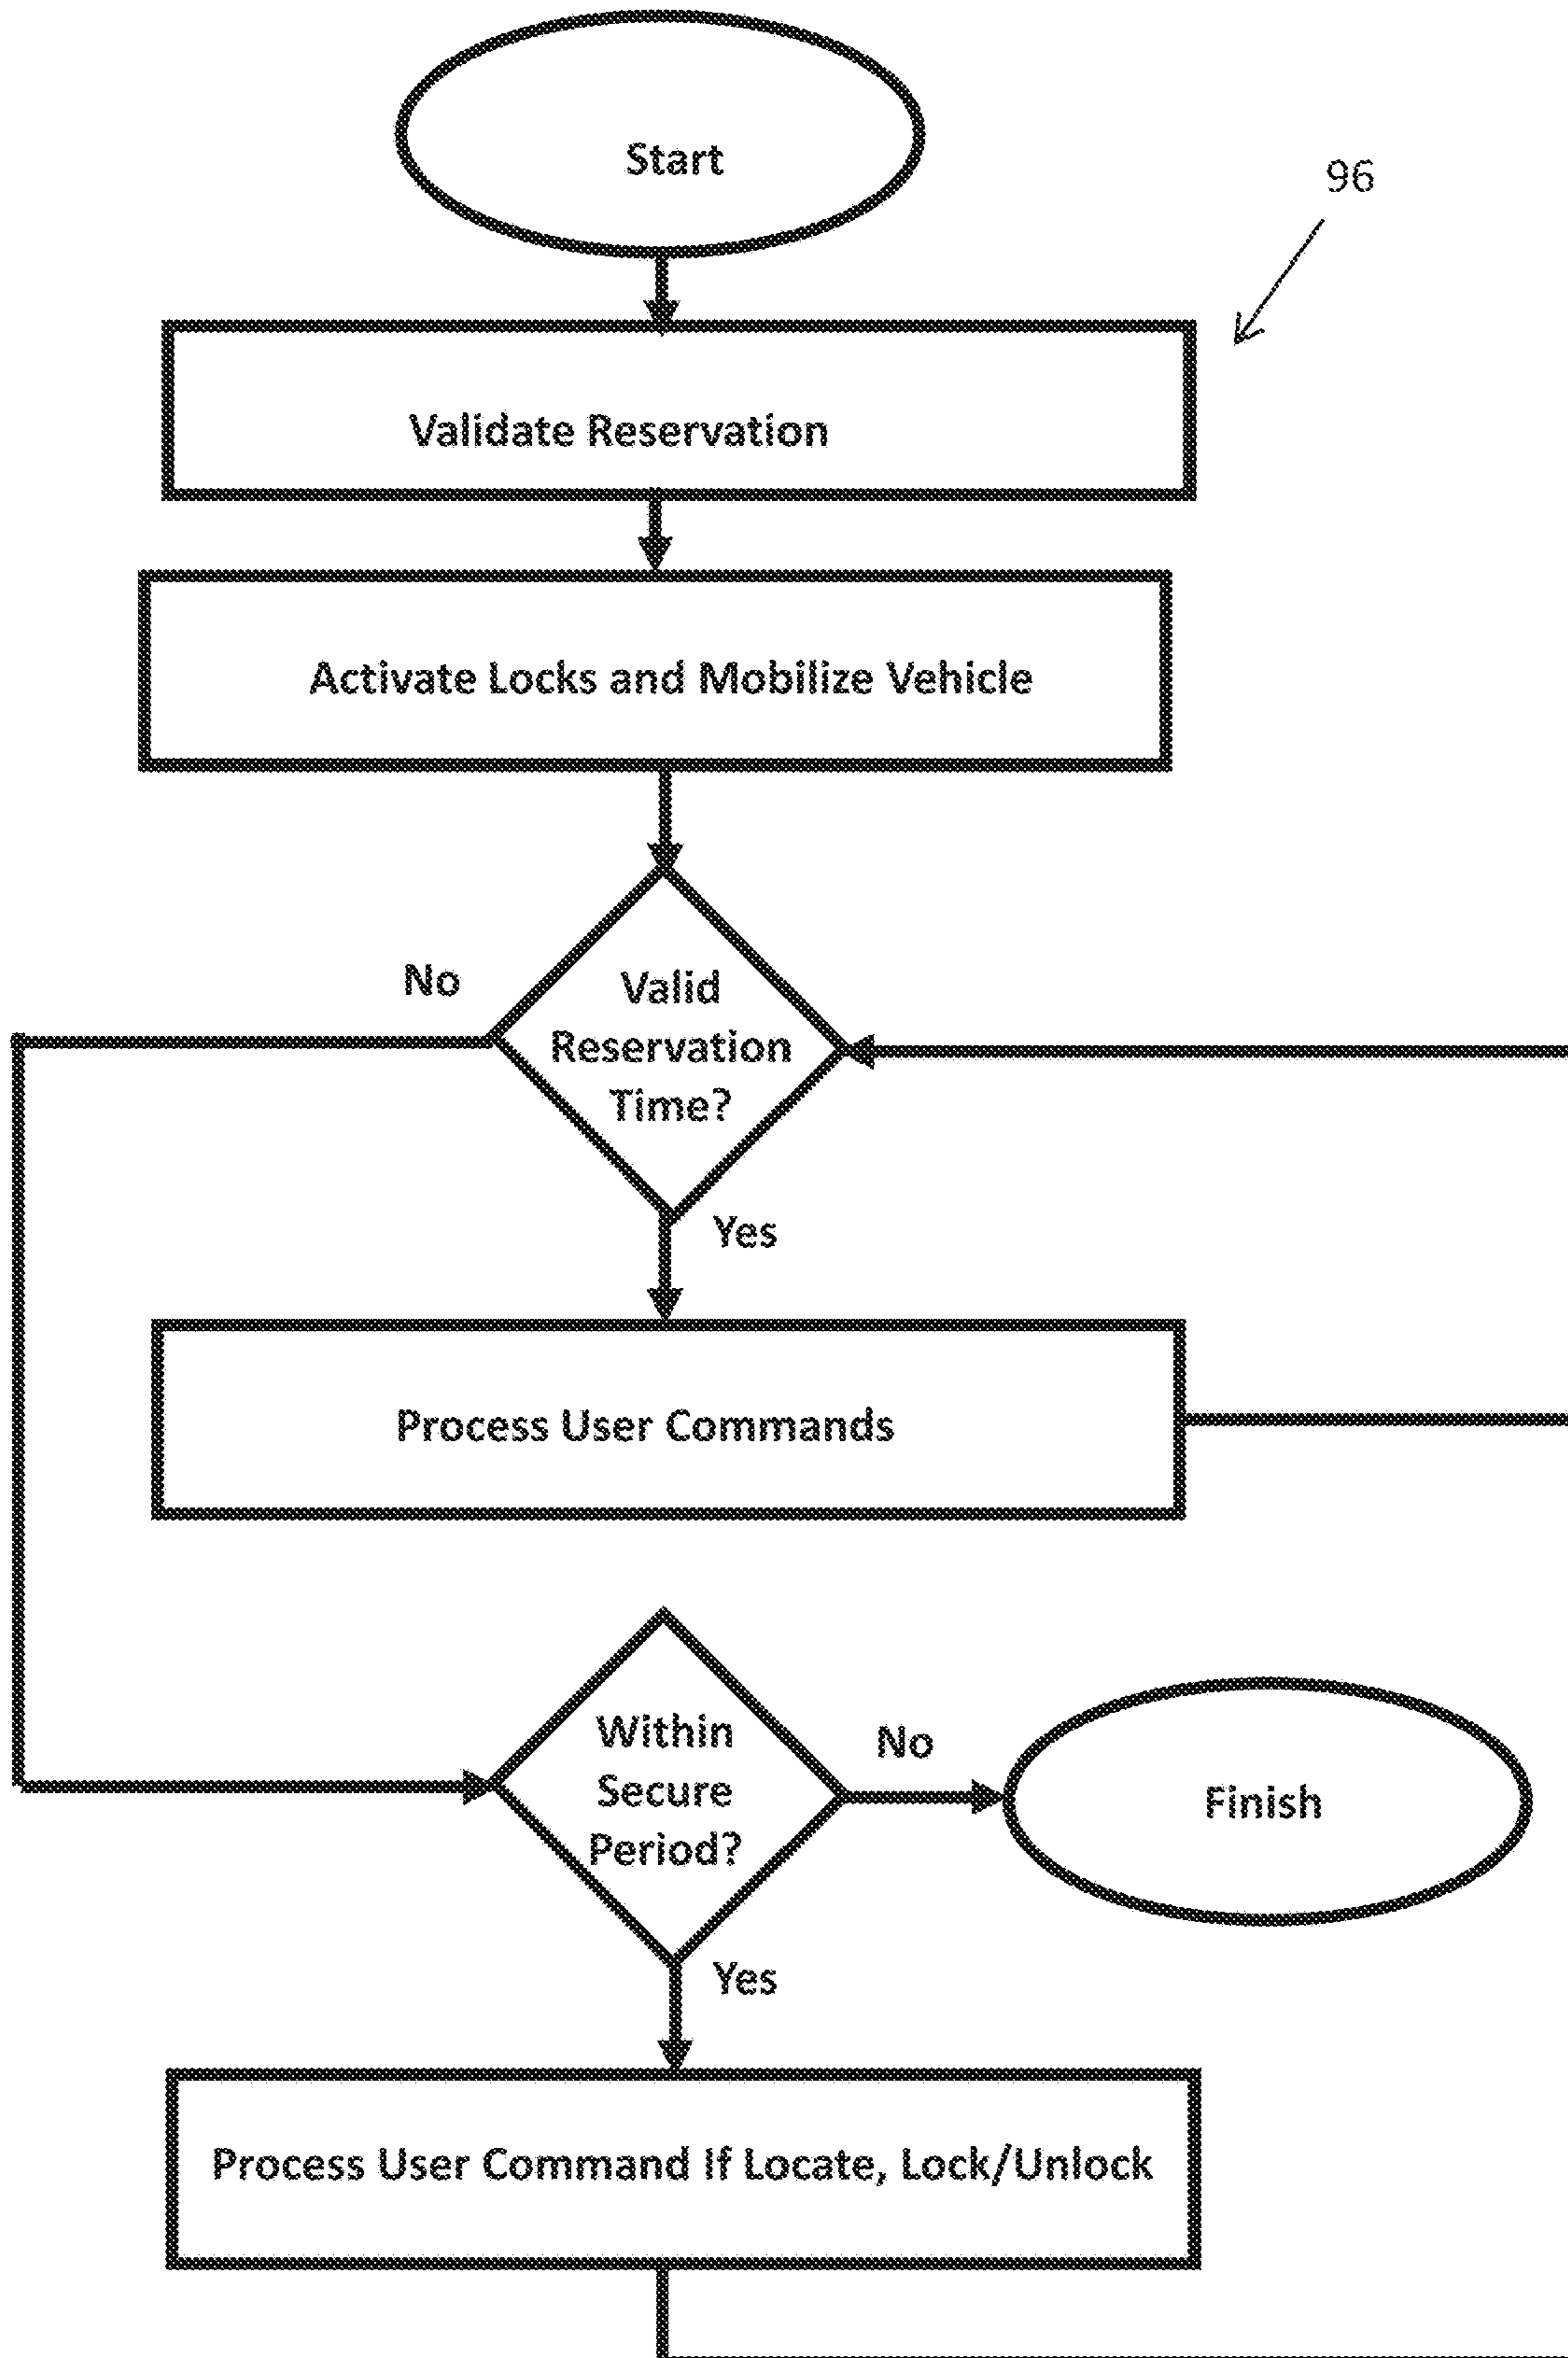 Start
96
Validate Reservation
Activate Locks and Mobilize Vehicle
No
Valid
Reservation
Time?
Yes
Process User Commands
Within
Secure
Period?
No
Finish
Yes
Process User Command If Locate, Lock/Unlock